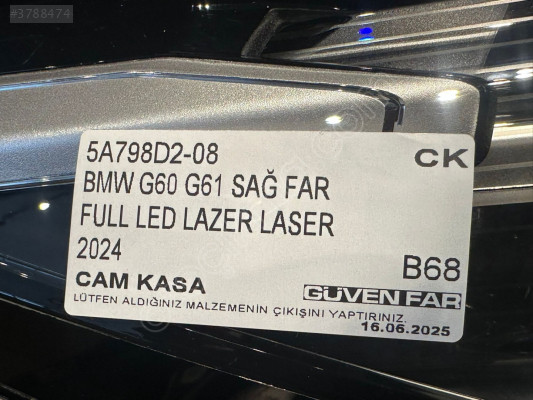 #3788474
5A798D2-08 CK
BMW G60 G61 SAĞ FAR
FULL LED LAZER LASER
2024
B68
CAM KASA GÜVEN FAR
LÜTFEN ALDIĞINIZ MALZEMENİN ÇIKIŞINI YAPTIRINIZ.
16.06.2025